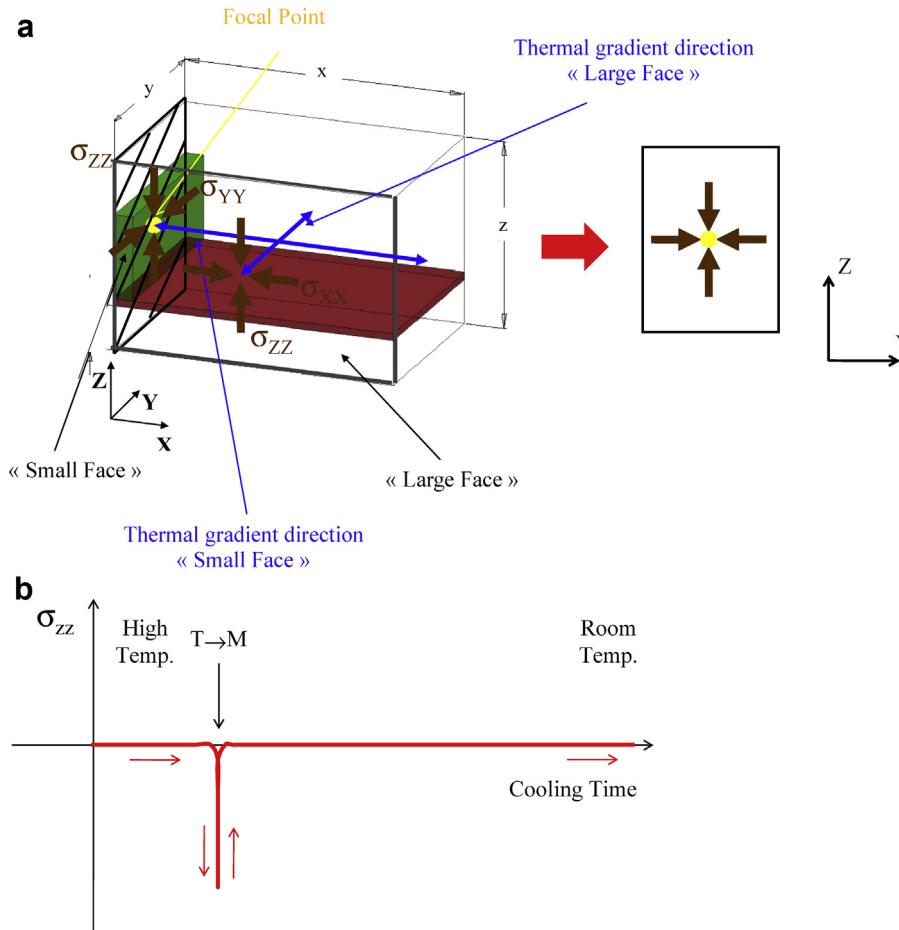 a
Focal Point
Thermal gradient direction
« Large Face »
x
y
z
σZZ
σYY
σXX
σZZ
Z
Y
X
« Small Face »
« Large Face »
Thermal gradient direction
« Small Face »
Z
b
σzz
High
Temp.
T→M
Room
Temp.
Cooling Time